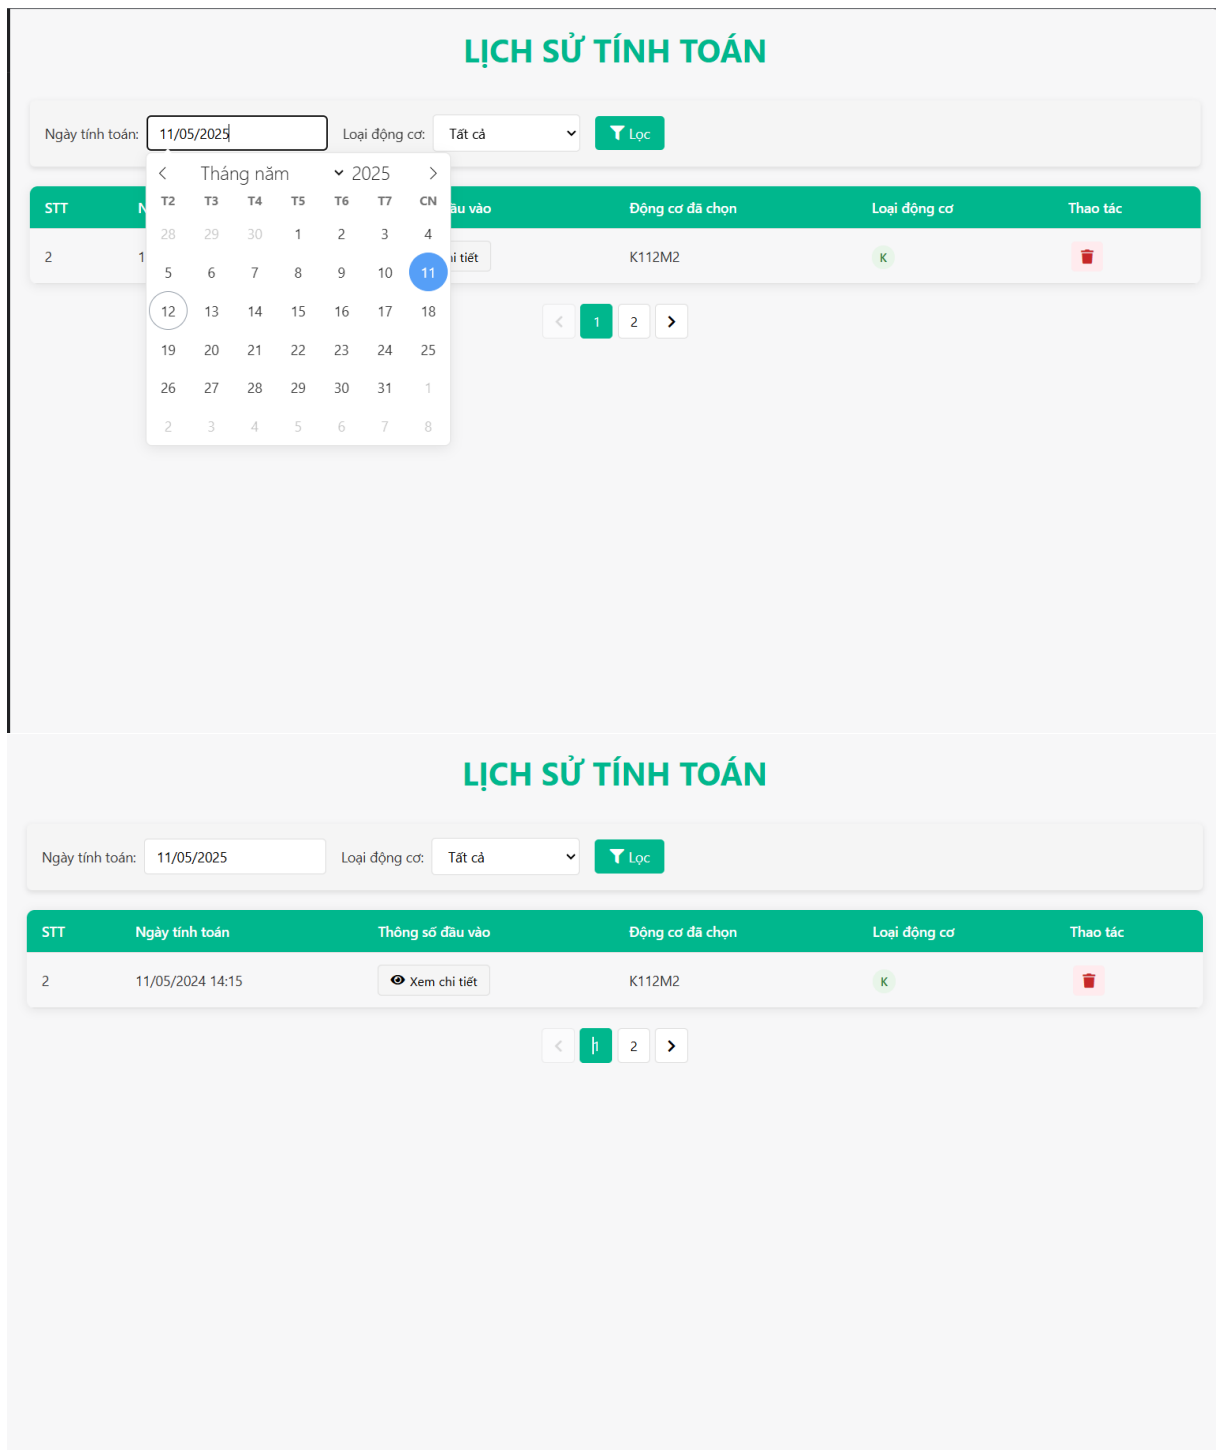 LỊCH SỬ TÍNH TOÁN
Ngày tính toán: 11/05/2025 Loại động cơ: Tất cả Lọc
Tháng năm 2025
T2 T3 T4 T5 T6 T7 CN
28 29 30 1 2 3 4
5 6 7 8 9 10 11
12 13 14 15 16 17 18
19 20 21 22 23 24 25
26 27 28 29 30 31 1
2 3 4 5 6 7 8
STT N ầu vào Động cơ đã chọn Loại động cơ Thao tác
2 1 i tiết K112M2 K
1 2
LỊCH SỬ TÍNH TOÁN
Ngày tính toán: 11/05/2025 Loại động cơ: Tất cả Lọc
STT Ngày tính toán Thông số đầu vào Động cơ đã chọn Loại động cơ Thao tác
2 11/05/2024 14:15 Xem chi tiết K112M2 K
1 2